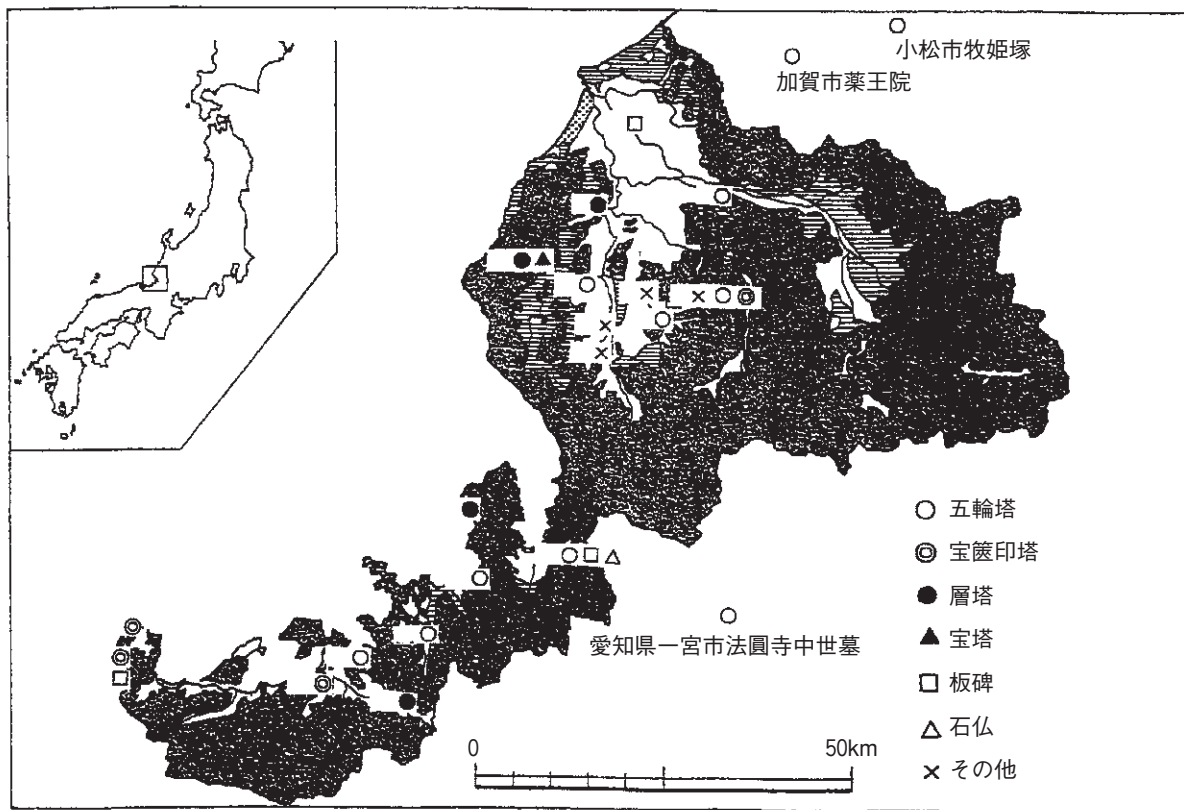 小松市牧姫塚
加賀市薬王院
愛知県一宮市法圓寺中世墓
五輪塔
宝篋印塔
層塔
宝塔
板碑
石仏
その他
0 50km